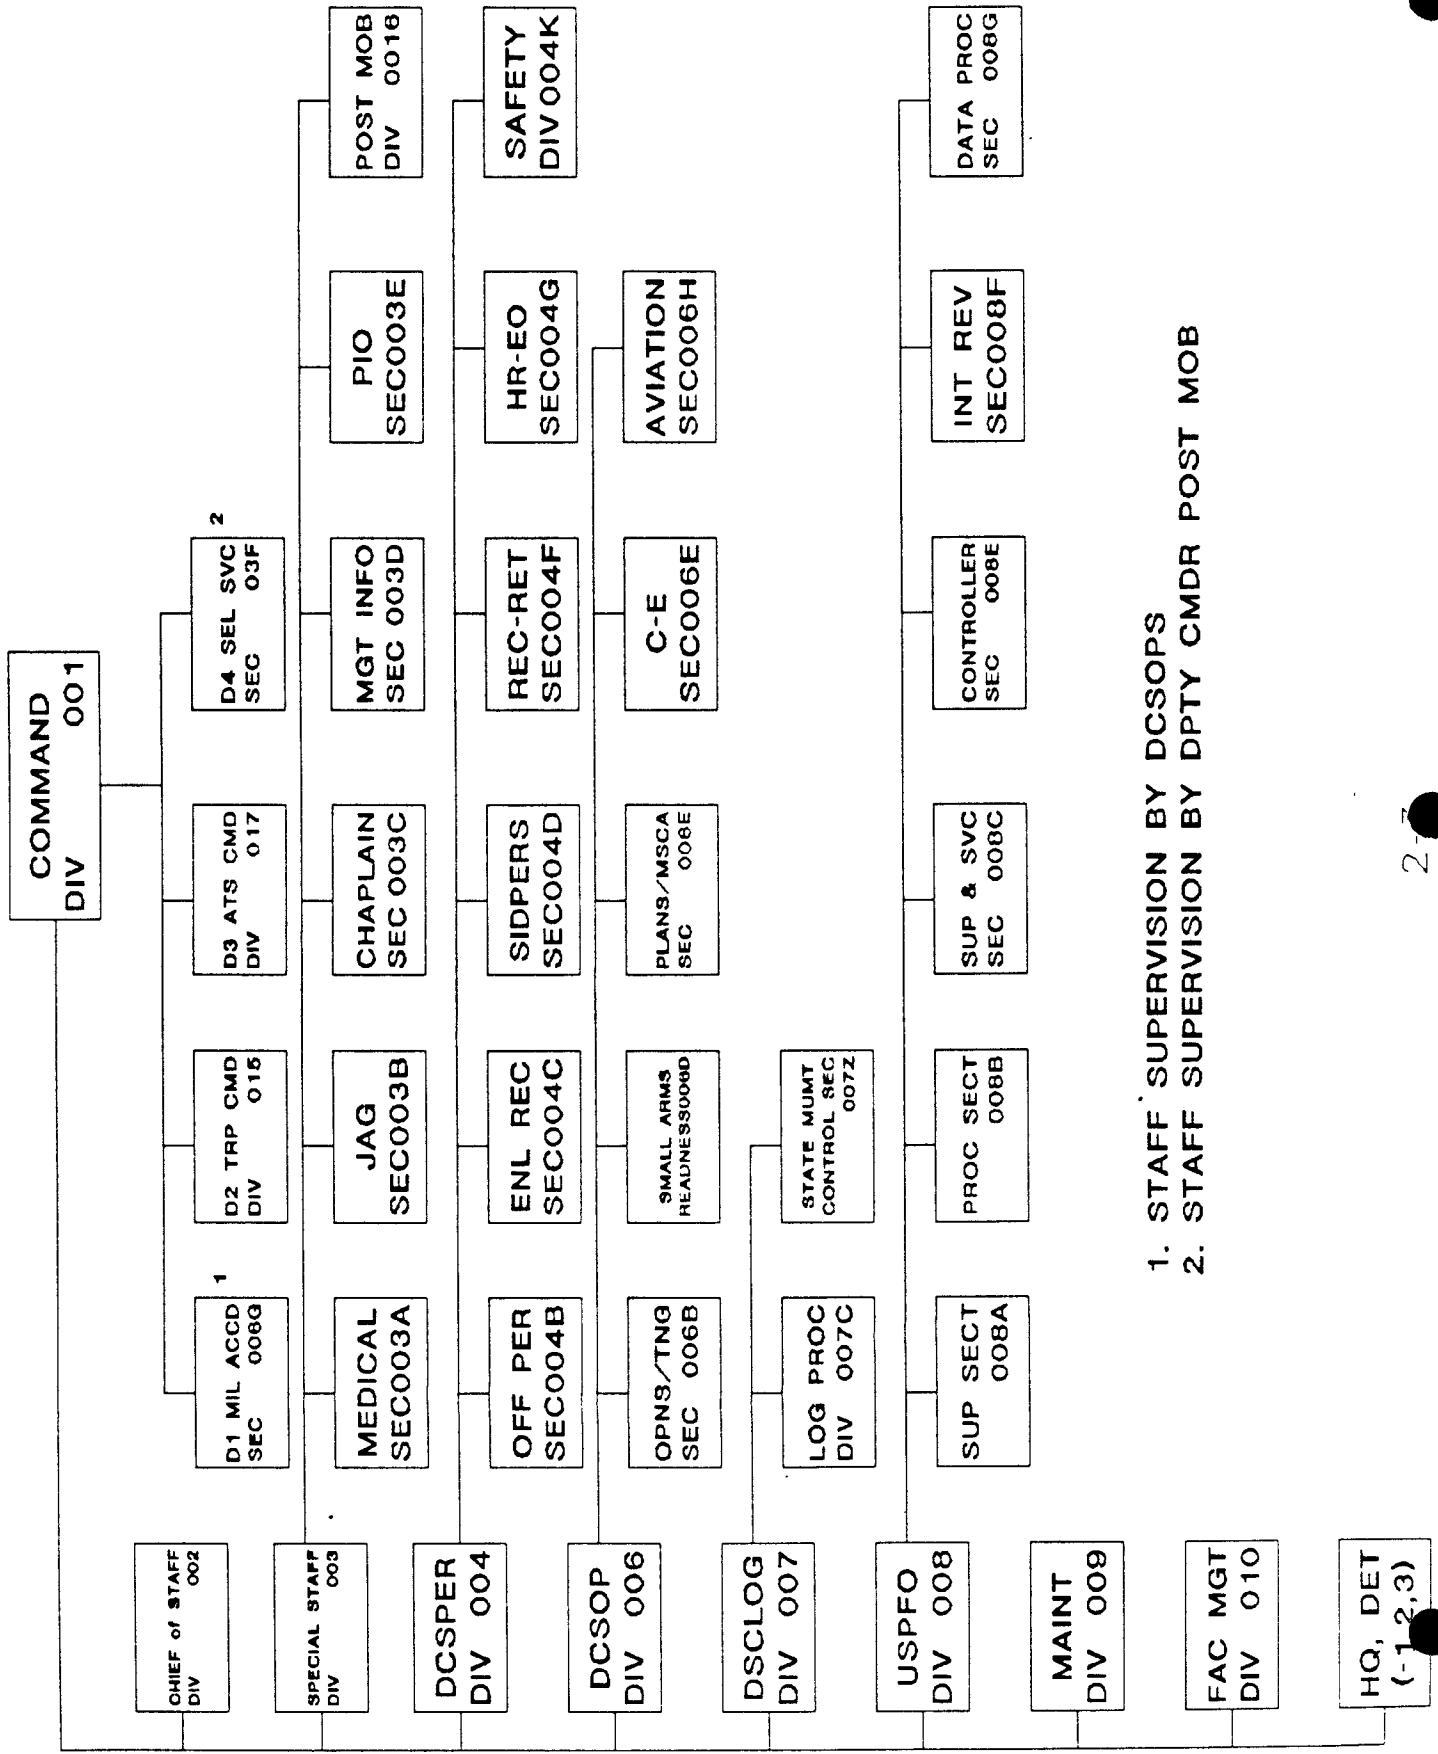 COMMAND
DIV 001
D1 MIL ACCD 1
SEC 006G
D2 TRP CMD
DIV 015
D3 ATS CMD
DIV 017
D4 SEL SVC 2
SEC 03F
CHIEF of STAFF
DIV 002
SPECIAL STAFF
DIV 003
MEDICAL
SEC003A
JAG
SEC003B
CHAPLAIN
SEC 003C
MGT INFO
SEC 003D
PIO
SEC003E
POST MOB
DIV 0016
DCSPER
DIV 004
OFF PER
SEC004B
ENL REC
SEC004C
SIDPERS
SEC004D
REC-RET
SEC004F
HR-EO
SEC004G
SAFETY
DIV 004K
DCSOP
DIV 006
OPNS/TNG
SEC 006B
SMALL ARMS
READNESS006D
PLANS/MSCA
SEC 006E
C-E
SEC006E
AVIATION
SEC006H
DSCLOG
DIV 007
LOG PROC
DIV 007C
STATE MUMT
CONTROL SEC
007Z
USPFO
DIV 008
SUP SECT
008A
PROC SECT
008B
SUP & SVC
SEC 008C
CONTROLLER
SEC 008E
INT REV
SEC008F
DATA PROC
SEC 008G
MAINT
DIV 009
FAC MGT
DIV 010
HQ, DET
(-1,2,3)
1. STAFF SUPERVISION BY DCSOPS
2. STAFF SUPERVISION BY DPTY CMDR POST MOB